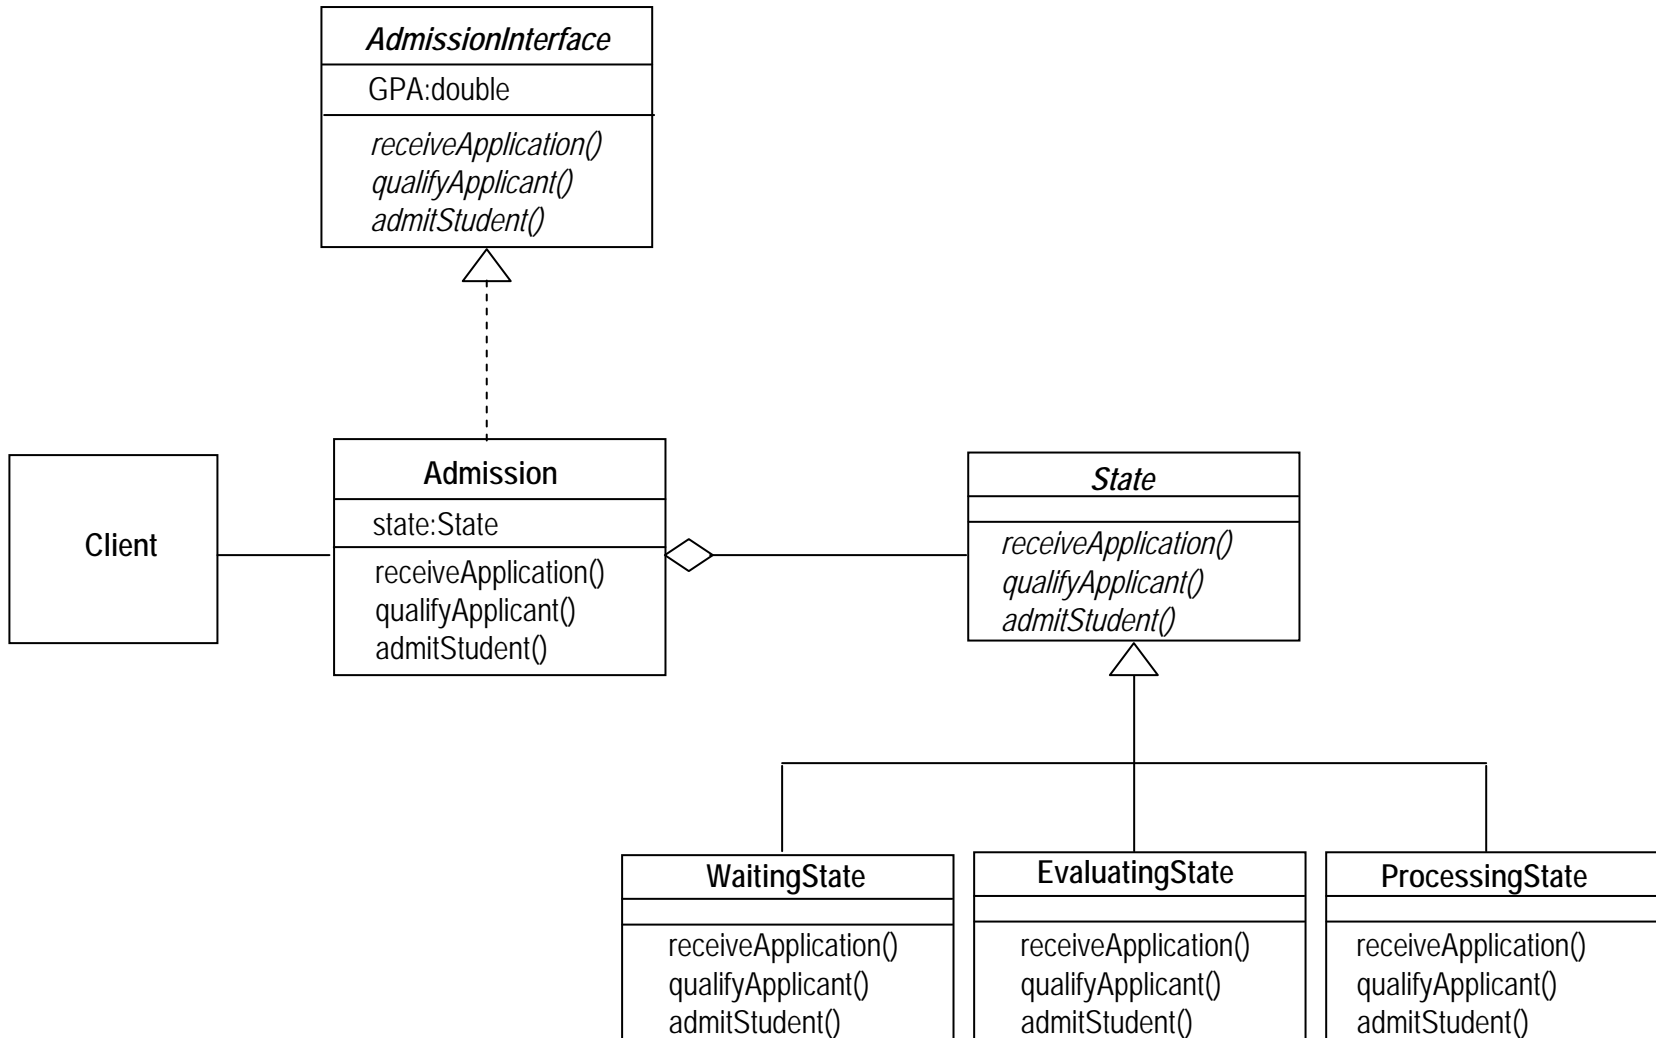 AdmissionInterface
GPA:double
receiveApplication()
qualifyApplicant()
admitStudent()
Client
Admission
state:State
receiveApplication()
qualifyApplicant()
admitStudent()
State
receiveApplication()
qualifyApplicant()
admitStudent()
WaitingState
receiveApplication()
qualifyApplicant()
admitStudent()
EvaluatingState
receiveApplication()
qualifyApplicant()
admitStudent()
ProcessingState
receiveApplication()
qualifyApplicant()
admitStudent()